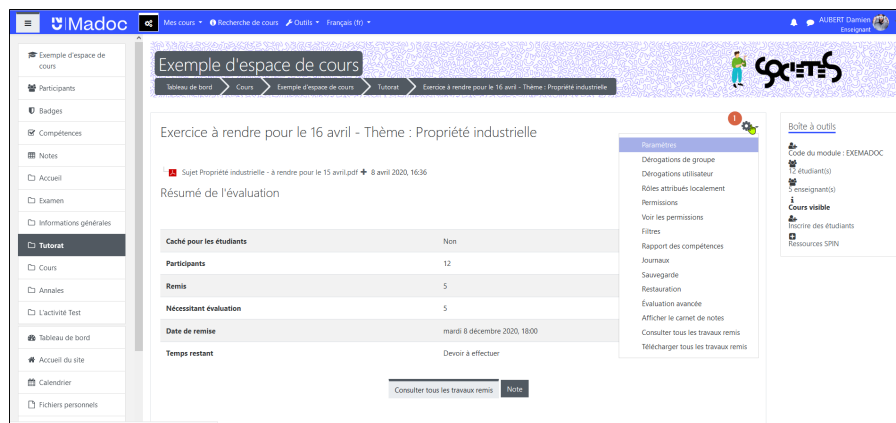 Madoc
Mes cours
Recherche de cours
Outils
Français (fr)
AUBERT Damien
Enseignant
Exemple d'espace de
cours
Participants
Badges
Compétences
Notes
Accueil
Examen
Informations générales
Tutorat
Cours
Annales
L'activité Test
Tableau de bord
Accueil du site
Calendrier
Fichiers personnels
Exemple d'espace de cours
Tableau de bord
Cours
Exemple d'espace de cours
Tutorat
Exercice à rendre pour le 16 avril - Thème : Propriété industrielle
SOCIETES
Exercice à rendre pour le 16 avril - Thème : Propriété industrielle
Sujet Propriété industrielle - à rendre pour le 15 avril.pdf 8 avril 2020, 16:36
Résumé de l'évaluation
Caché pour les étudiants Non
Participants 12
Remis 5
Nécessitant évaluation 5
Date de remise mardi 8 décembre 2020, 18:00
Temps restant Devoir à effectuer
Consulter tous les travaux remis
Note
1
Paramètres
Dérogations de groupe
Dérogations utilisateur
Rôles attribués localement
Permissions
Voir les permissions
Filtres
Rapport des compétences
Journaux
Sauvegarde
Restauration
Évaluation avancée
Afficher le carnet de notes
Consulter tous les travaux remis
Télécharger tous les travaux remis
Boîte à outils
Code du module : EXEMADOC
12 étudiant(s)
5 enseignant(s)
Cours visible
Inscrire des étudiants
Ressources SPIN